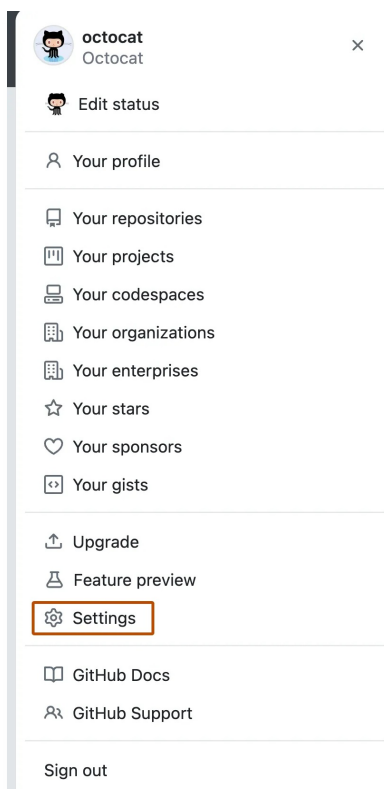 octocat
Octocat
Edit status
Your profile
Your repositories
Your projects
Your codespaces
Your organizations
Your enterprises
Your stars
Your sponsors
Your gists
Upgrade
Feature preview
Settings
GitHub Docs
GitHub Support
Sign out